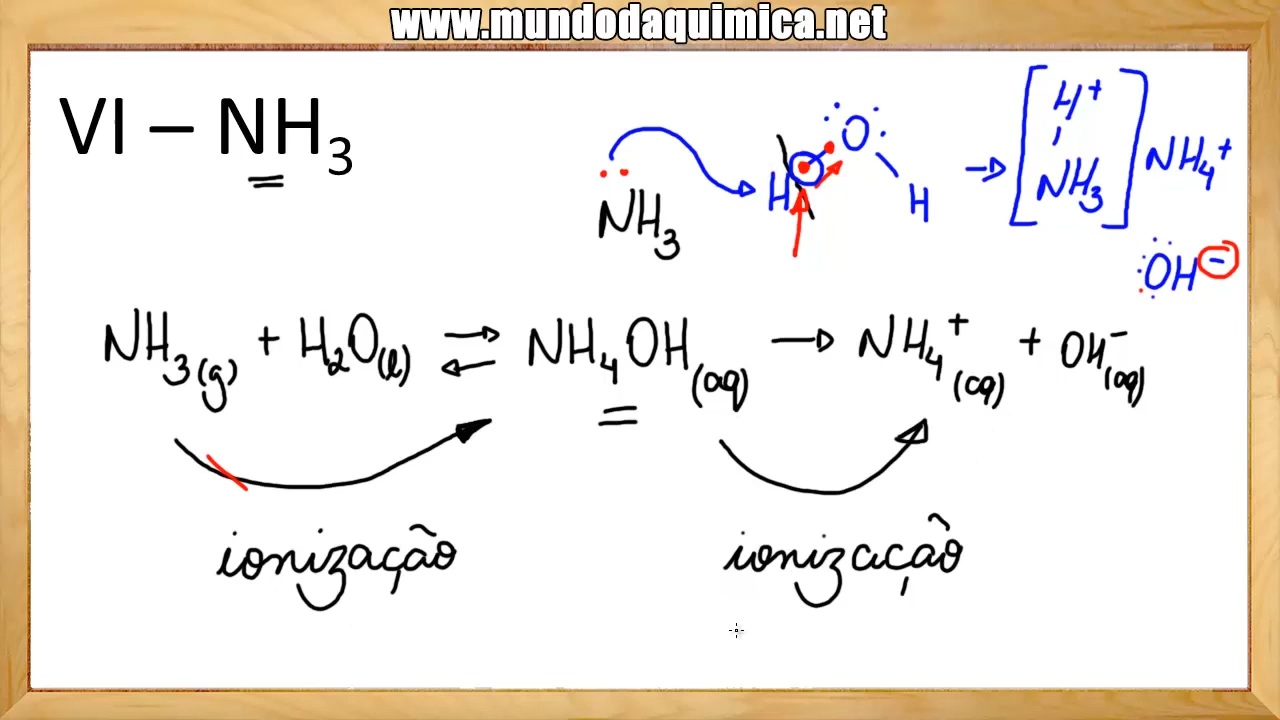 www.mundodaquimica.net
VI – NH₃
NH₃ H O H → [H⁺ NH₃] NH₄⁺
OH⁻
NH₃(g) + H₂O(l) ⇄ NH₄OH(aq) → NH₄⁺(aq) + OH⁻(aq)
ionização ionização